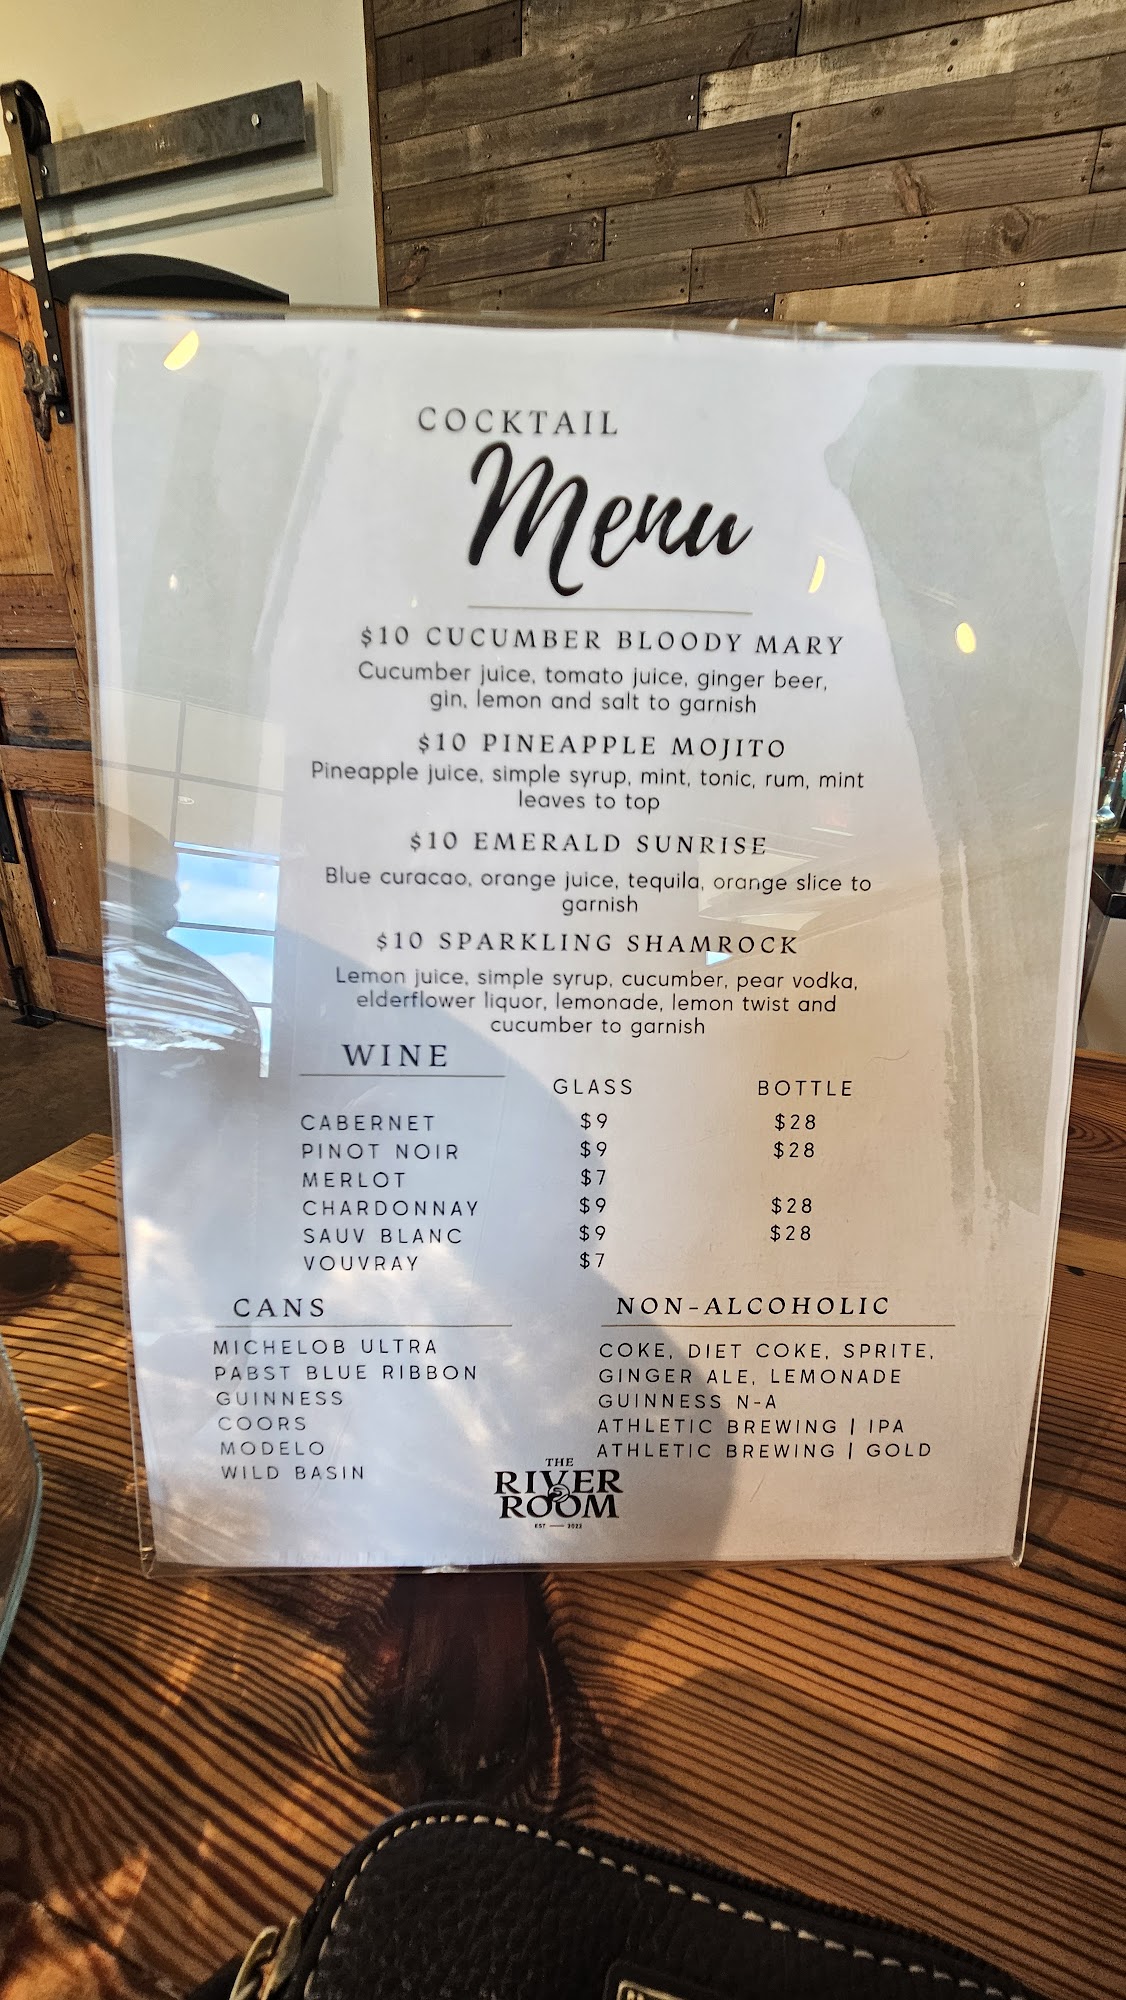 COCKTAIL
Menu
$10 CUCUMBER BLOODY MARY
Cucumber juice, tomato juice, ginger beer,
gin, lemon and salt to garnish
$10 PINEAPPLE MOJITO
Pineapple juice, simple syrup, mint, tonic, rum, mint
leaves to top
$10 EMERALD SUNRISE
Blue curacao, orange juice, tequila, orange slice to
garnish
$10 SPARKLING SHAMROCK
Lemon juice, simple syrup, cucumber, pear vodka,
elderflower liquor, lemonade, lemon twist and
cucumber to garnish
WINE
GLASS BOTTLE
CABERNET $9 $28
PINOT NOIR $9 $28
MERLOT $7
CHARDONNAY $9 $28
SAUV BLANC $9 $28
VOUVRAY $7
CANS
MICHELOB ULTRA
PABST BLUE RIBBON
GUINNESS
COORS
MODELO
WILD BASIN
NON-ALCOHOLIC
COKE, DIET COKE, SPRITE,
GINGER ALE, LEMONADE
GUINNESS N-A
ATHLETIC BREWING | IPA
ATHLETIC BREWING | GOLD
THE
RIVER
ROOM
EST — 2022